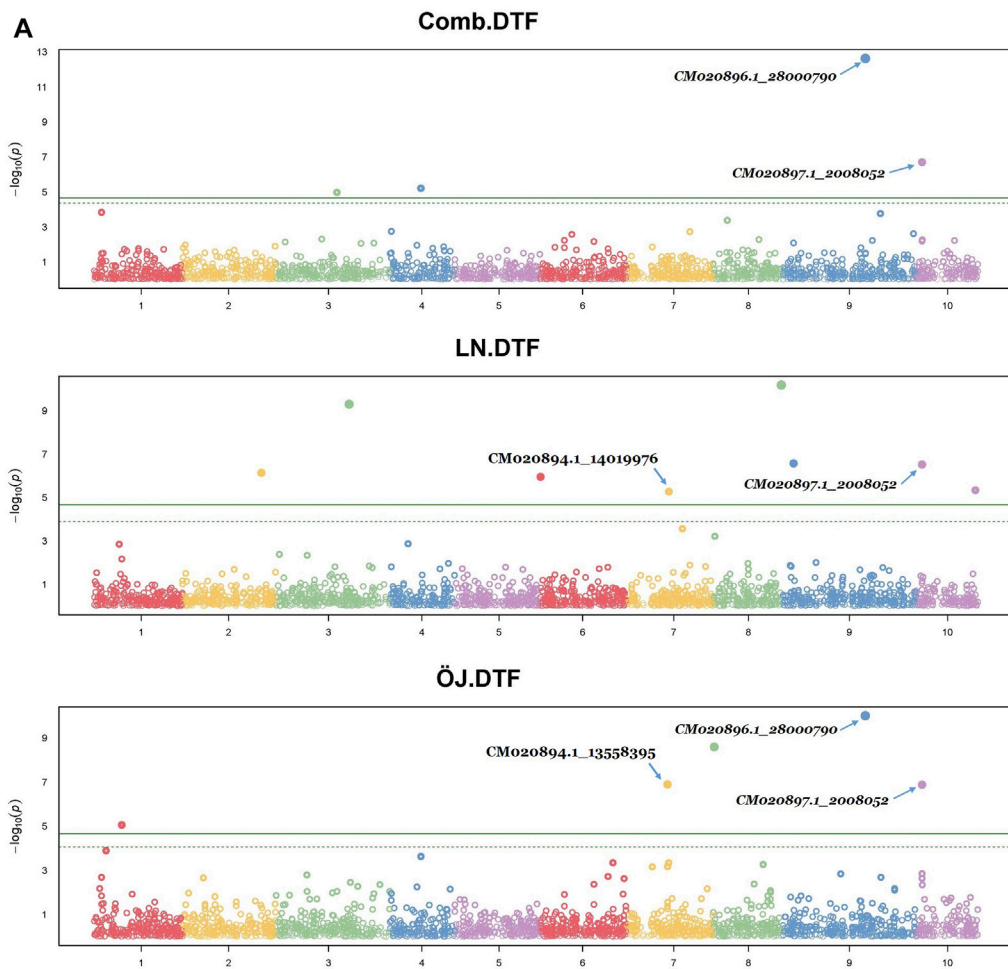 A
Comb.DTF
13
11
9
7
5
3
1
−log10(p)
CM020896.1_28000790
CM020897.1_2008052
1 2 3 4 5 6 7 8 9 10
LN.DTF
9
7
5
3
1
−log10(p)
CM020894.1_14019976
CM020897.1_2008052
1 2 3 4 5 6 7 8 9 10
ÖJ.DTF
9
7
5
3
1
−log10(p)
CM020896.1_28000790
CM020894.1_13558395
CM020897.1_2008052
1 2 3 4 5 6 7 8 9 10